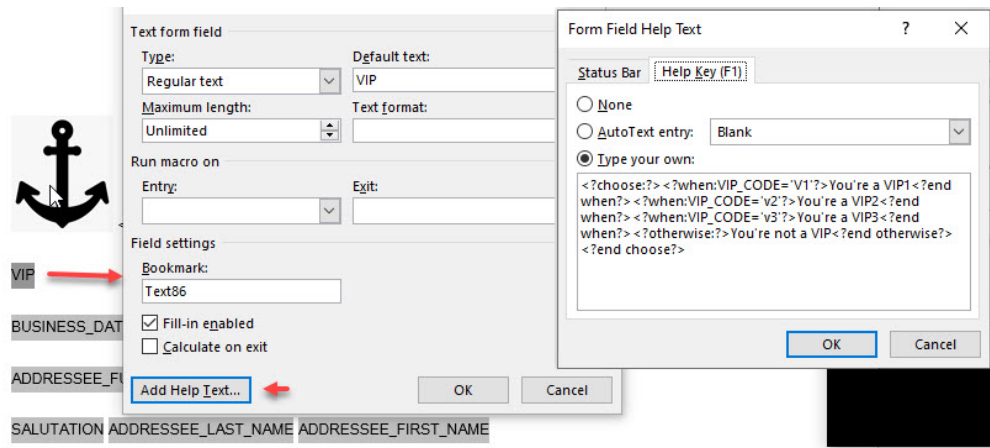 Text form field
Type:
Default text:
Regular text
VIP
Maximum length:
Text format:
Unlimited
Run macro on
Entry:
Exit:
Field settings
Bookmark:
Text86
Fill-in enabled
Calculate on exit
Add Help Text...
OK
Cancel
VIP
BUSINESS_DAT
ADDRESSEE_FU
SALUTATION ADDRESSEE_LAST_NAME ADDRESSEE_FIRST_NAME
Form Field Help Text
?
Status Bar
Help Key (F1)
None
AutoText entry:
Blank
Type your own:
<?choose:?><?when:VIP_CODE='V1'?>You're a VIP1<?end
when?><?when:VIP_CODE='v2'?>You're a VIP2<?end
when?><?when:VIP_CODE='v3'?>You're a VIP3<?end
when?><?otherwise:?>You're not a VIP<?end otherwise?>
<?end choose?>
OK
Cancel